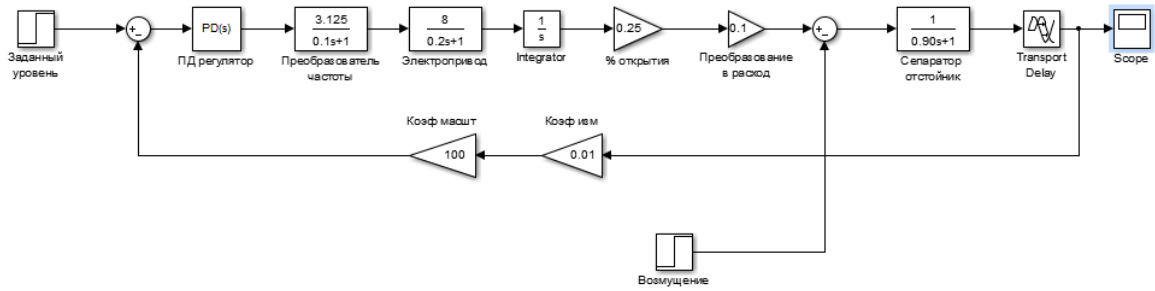 Заданный
уровень
+
−
PD(s)
ПД регулятор
3.125
0.1s+1
Преобразователь
частоты
8
0.2s+1
Электропривод
1
s
Integrator
0.25
% открытия
0.1
Преобразование
в расход
+
−
1
0.90s+1
Сепаратор
отстойник
Transport
Delay
Scope
Коэф масшт
100
Коэф изм
0.01
Возмущение